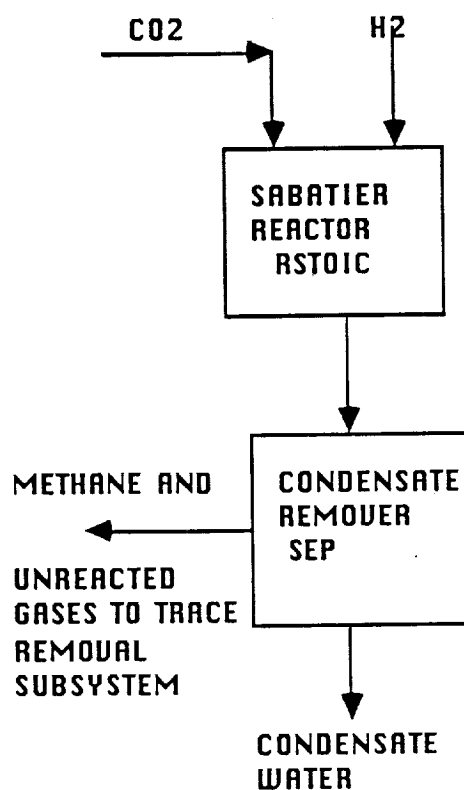 CO2
H2
SABATIER
REACTOR
RSTOIC
METHANE AND
CONDENSATE
REMOVER
SEP
UNREACTED
GASES TO TRACE
REMOVAL
SUBSYSTEM
CONDENSATE
WATER